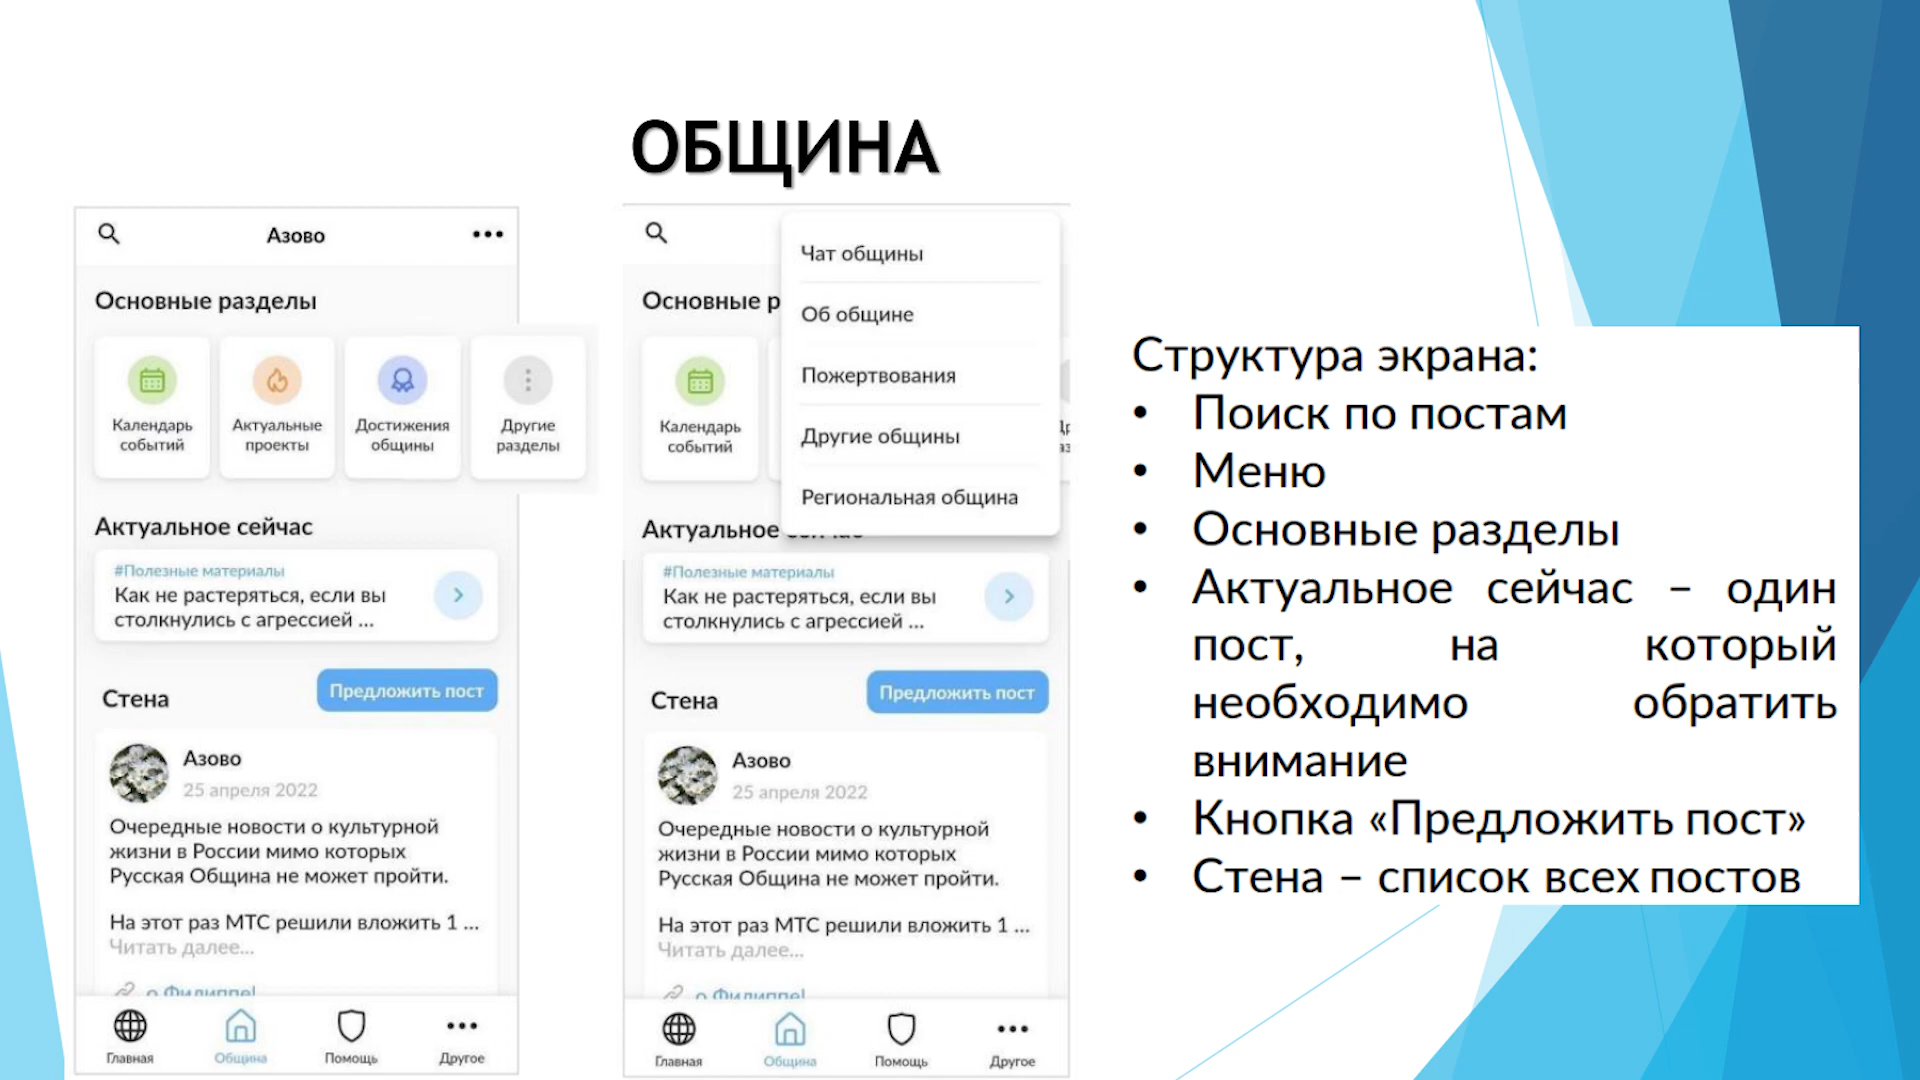 ОБЩИНА
Азово
Основные разделы
Календарь
событий
Актуальные
проекты
Достижения
общины
Другие
разделы
Актуальное сейчас
#Полезные материалы
Как не растеряться, если вы
столкнулись с агрессией ...
Стена
Предложить пост
Азово
25 апреля 2022
Очередные новости о культурной
жизни в России мимо которых
Русская Община не может пройти.
На этот раз МТС решили вложить 1 ...
Читать далее...
Главная
Община
Помощь
Другое
Чат общины
Об общине
Пожертвования
Другие общины
Региональная община
Основные р
Календарь
событий
Актуальное
#Полезные материалы
Как не растеряться, если вы
столкнулись с агрессией ...
Стена
Предложить пост
Азово
25 апреля 2022
Очередные новости о культурной
жизни в России мимо которых
Русская Община не может пройти.
На этот раз МТС решили вложить 1 ...
Читать далее...
Главная
Община
Помощь
Другое
Структура экрана:
• Поиск по постам
• Меню
• Основные разделы
• Актуальное сейчас – один
пост, на который
необходимо обратить
внимание
• Кнопка «Предложить пост»
• Стена – список всех постов